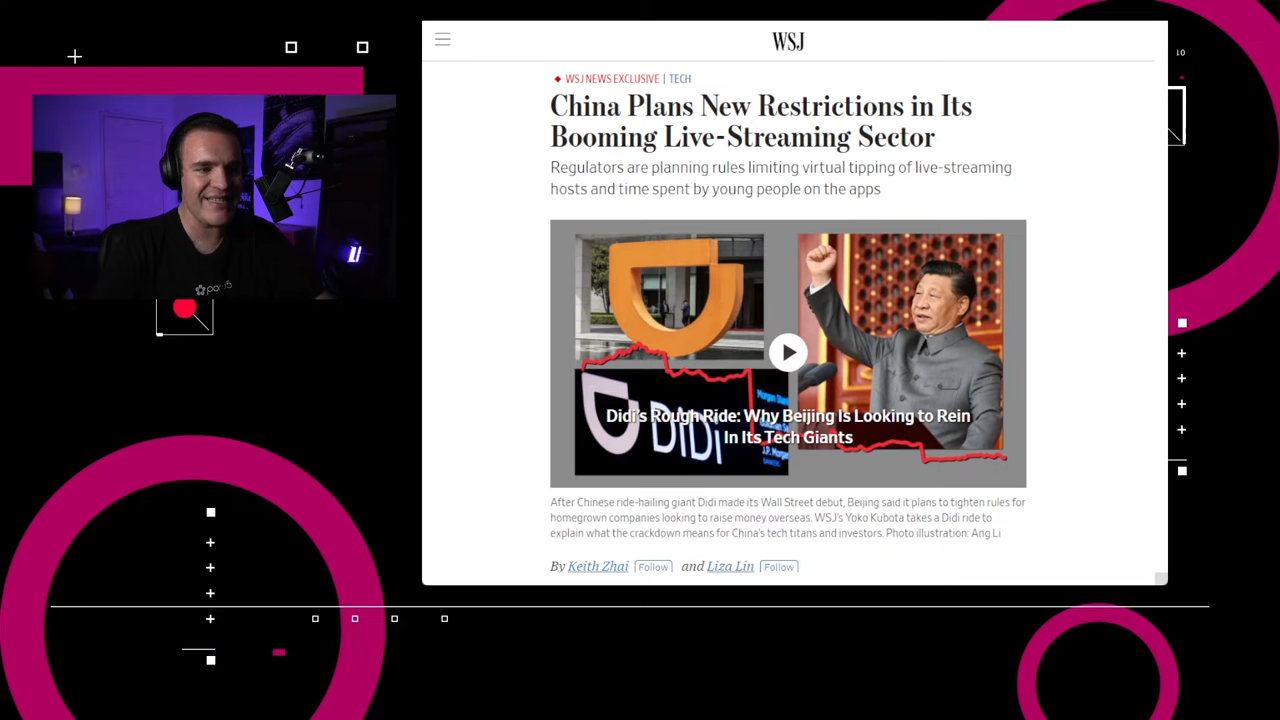 WSJ
WSJ NEWS EXCLUSIVE | TECH
China Plans New Restrictions in Its
Booming Live-Streaming Sector
Regulators are planning rules limiting virtual tipping of live-streaming
hosts and time spent by young people on the apps
DiDi
Morgan
J.P. Morgan
Didi's Rough Ride: Why Beijing Is Looking to Rein
In Its Tech Giants
After Chinese ride-hailing giant Didi made its Wall Street debut, Beijing said it plans to tighten rules for
homegrown companies looking to raise money overseas. WSJ's Yoko Kubota takes a Didi ride to
explain what the crackdown means for China's tech titans and investors. Photo illustration: Ang Li
By Keith Zhai Follow and Liza Lin Follow